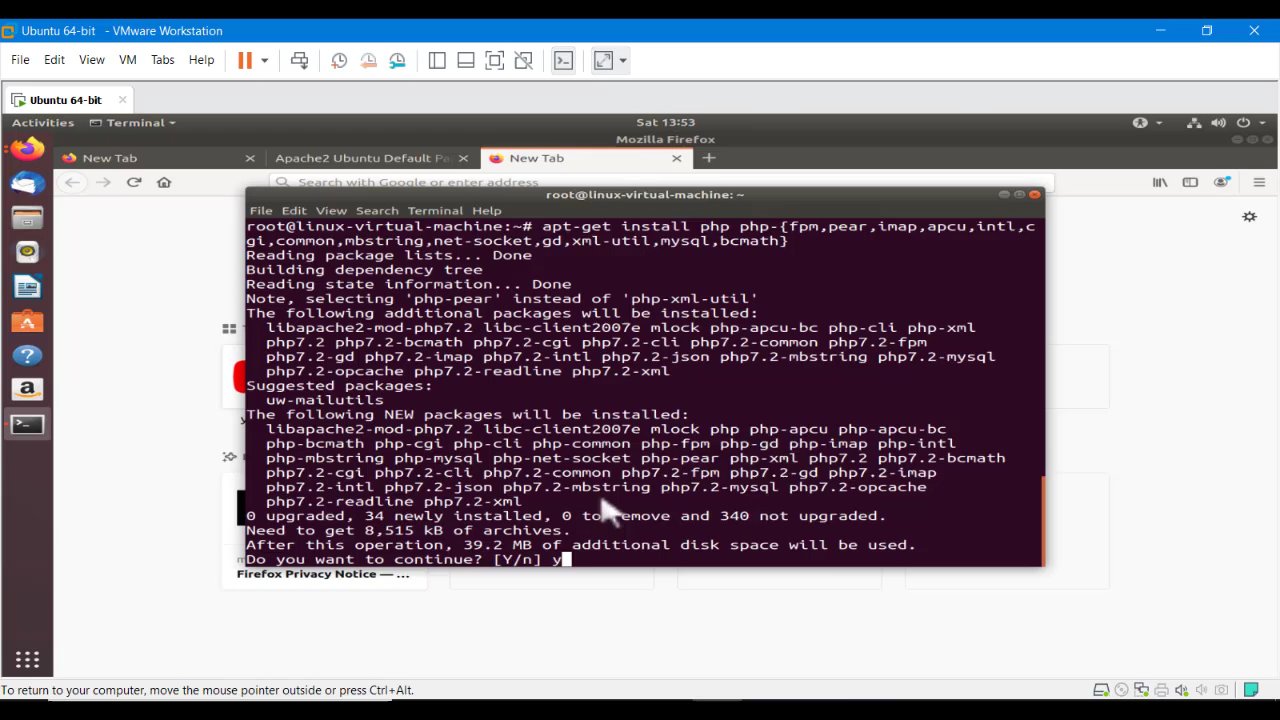 Ubuntu 64-bit - VMware Workstation
File Edit View VM Tabs Help
Ubuntu 64-bit
Activities Terminal Sat 13:53
Mozilla Firefox
New Tab Apache2 Ubuntu Default Pa New Tab
Search with Google or enter address
root@linux-virtual-machine: ~
File Edit View Search Terminal Help
root@linux-virtual-machine:~# apt-get install php php-{fpm,pear,imap,apcu,intl,c
gi,common,mbstring,net-socket,gd,xml-util,mysql,bcmath}
Reading package lists... Done
Building dependency tree
Reading state information... Done
Note, selecting 'php-pear' instead of 'php-xml-util'
The following additional packages will be installed:
libapache2-mod-php7.2 libc-client2007e mlock php-apcu-bc php-cli php-xml
php7.2 php7.2-bcmath php7.2-cgi php7.2-cli php7.2-common php7.2-fpm
php7.2-gd php7.2-imap php7.2-intl php7.2-json php7.2-mbstring php7.2-mysql
php7.2-opcache php7.2-readline php7.2-xml
Suggested packages:
uw-mailutils
The following NEW packages will be installed:
libapache2-mod-php7.2 libc-client2007e mlock php php-apcu php-apcu-bc
php-bcmath php-cgi php-cli php-common php-fpm php-gd php-imap php-intl
php-mbstring php-mysql php-net-socket php-pear php-xml php7.2 php7.2-bcmath
php7.2-cgi php7.2-cli php7.2-common php7.2-fpm php7.2-gd php7.2-imap
php7.2-intl php7.2-json php7.2-mbstring php7.2-mysql php7.2-opcache
php7.2-readline php7.2-xml
0 upgraded, 34 newly installed, 0 to remove and 340 not upgraded.
Need to get 8,515 kB of archives.
After this operation, 39.2 MB of additional disk space will be used.
Do you want to continue? [Y/n] y
Firefox Privacy Notice — ...
To return to your computer, move the mouse pointer outside or press Ctrl+Alt.